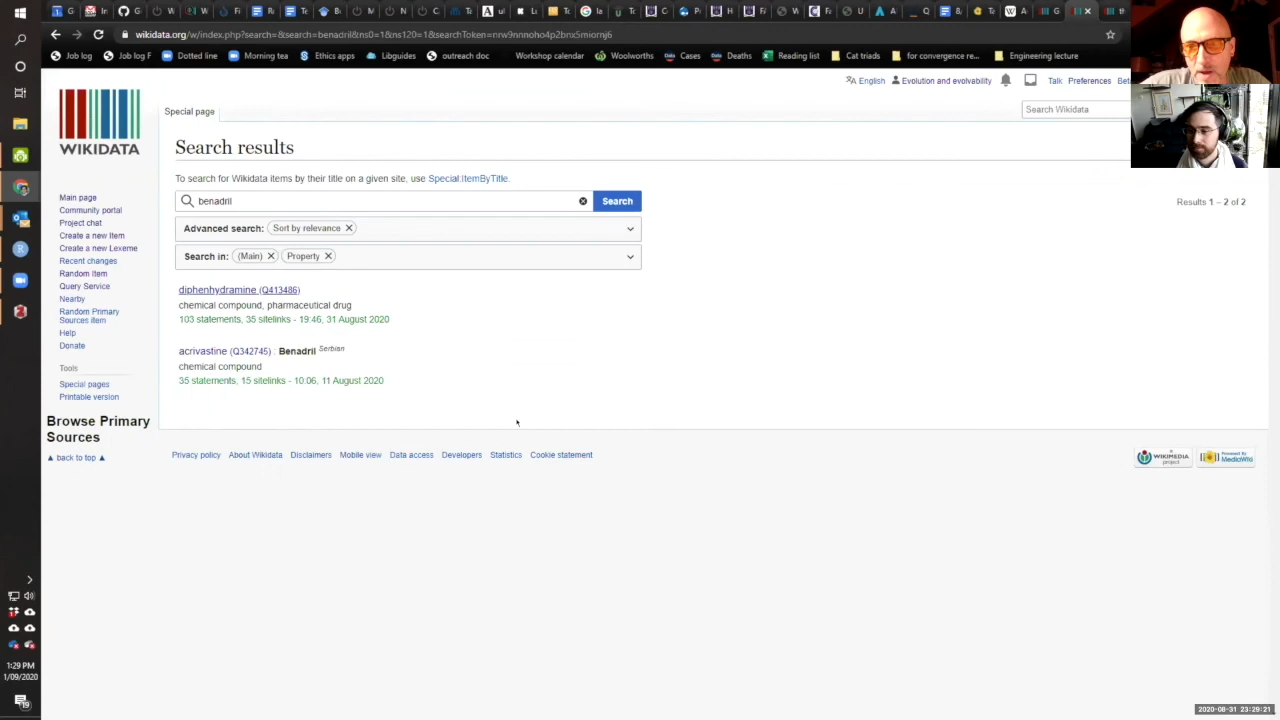 wikidata.org/w/index.php?search=&search=benadril&ns0=1&ns120=1&searchToken=nrw9nnnoho4p2bnx5miornj6
Job log Job log F Dotted line Morning tea Ethics apps Libguides outreach doc Workshop calendar Woolworths Cases Deaths Reading list Cat triads for convergence re... Engineering lecture
English Evolution and evolvability Talk Preferences Bet
Special page
Search Wikidata
WIKIDATA
Main page
Community portal
Project chat
Create a new Item
Create a new Lexeme
Recent changes
Random Item
Query Service
Nearby
Random Primary
Sources item
Help
Donate
Tools
Special pages
Printable version
Browse Primary
Sources
▲ back to top ▲
Search results
To search for Wikidata items by their title on a given site, use Special:ItemByTitle.
benadril
Search
Results 1 – 2 of 2
Advanced search: Sort by relevance
Search in: (Main) Property
diphenhydramine (Q413486)
chemical compound, pharmaceutical drug
103 statements, 35 sitelinks - 19:46, 31 August 2020
acrivastine (Q342745) : Benadril Serbian
chemical compound
35 statements, 15 sitelinks - 10:06, 11 August 2020
Privacy policy About Wikidata Disclaimers Mobile view Data access Developers Statistics Cookie statement
A
WIKIMEDIA
project
Powered By
MediaWiki
1:29 PM
1/09/2020
19
2020-08-31 23:29:21